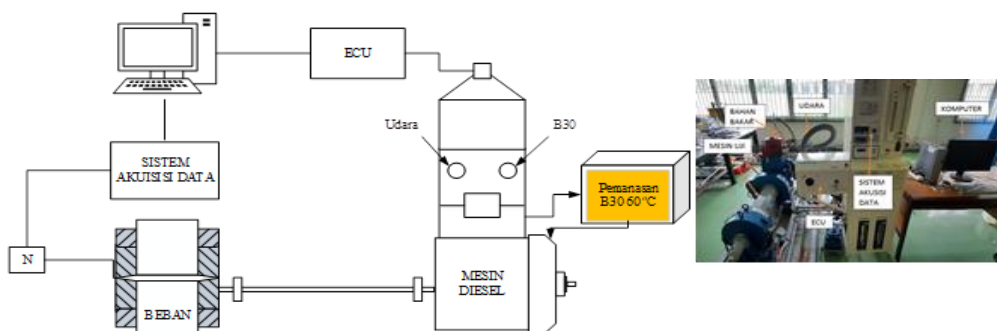 ECU
Udara
B30
SISTEM
AKUISISI DATA
Pemanasan
B30 60°C
N
MESIN
DIESEL
BEBAN
BAHAN
BAKAR
UDARA
KOMPUTER
MESIN UJI
SISTEM
AKUSISI
DATA
ECU